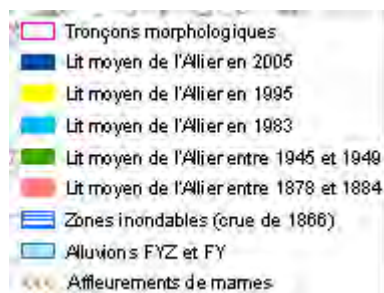 Tronçons morphologiques
Lit moyen de l'Allier en 2005
Lit moyen de l'Allier en 1995
Lit moyen de l'Allier en 1983
Lit moyen de l'Allier entre 1945 et 1949
Lit moyen de l'Allier entre 1878 et 1884
Zones inondables (crue de 1866)
Alluvions FYZ et FY
Affleurements de marnes